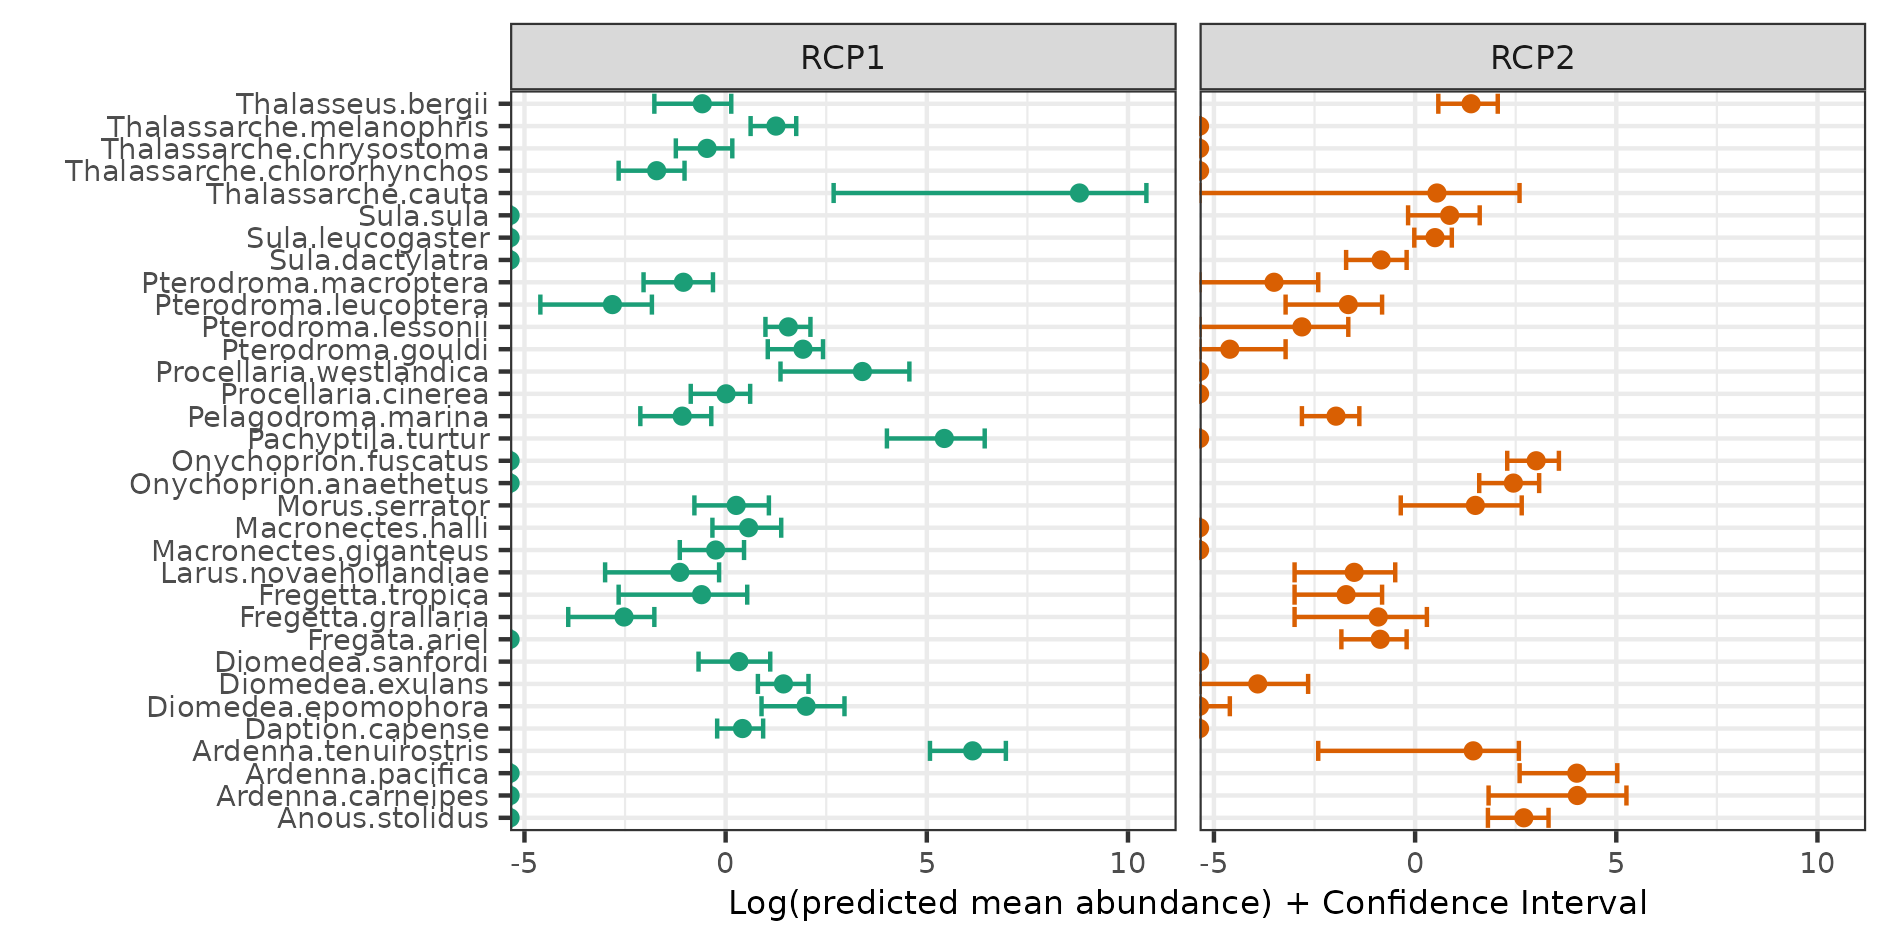 RCP1
RCP2
Thalasseus.bergii
Thalassarche.melanophris
Thalassarche.chrysostoma
Thalassarche.chlororhynchos
Thalassarche.cauta
Sula.sula
Sula.leucogaster
Sula.dactylatra
Pterodroma.macroptera
Pterodroma.leucoptera
Pterodroma.lessonii
Pterodroma.gouldi
Procellaria.westlandica
Procellaria.cinerea
Pelagodroma.marina
Pachyptila.turtur
Onychoprion.fuscatus
Onychoprion.anaethetus
Morus.serrator
Macronectes.halli
Macronectes.giganteus
Larus.novaehollandiae
Fregetta.tropica
Fregetta.grallaria
Fregata.ariel
Diomedea.sanfordi
Diomedea.exulans
Diomedea.epomophora
Daption.capense
Ardenna.tenuirostris
Ardenna.pacifica
Ardenna.carneipes
Anous.stolidus
-5 0 5 10
-5 0 5 10
Log(predicted mean abundance) + Confidence Interval